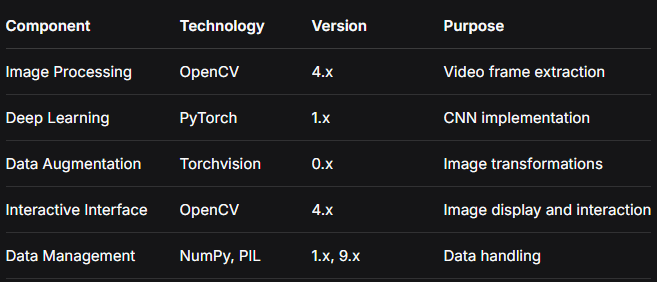 Component Technology Version Purpose
Image Processing OpenCV 4.x Video frame extraction
Deep Learning PyTorch 1.x CNN implementation
Data Augmentation Torchvision 0.x Image transformations
Interactive Interface OpenCV 4.x Image display and interaction
Data Management NumPy, PIL 1.x, 9.x Data handling